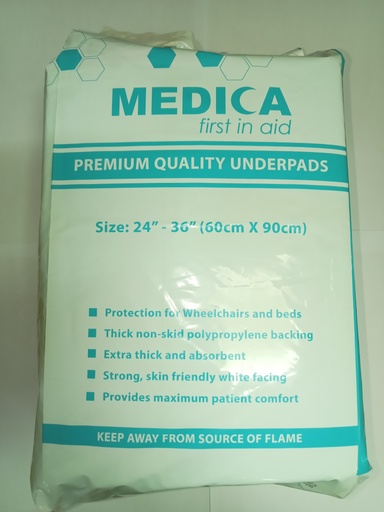 MEDICA
first in aid
PREMIUM QUALITY UNDERPADS
Size: 24” - 36” (60cm X 90cm)
Protection for Wheelchairs and beds
Thick non-skid polypropylene backing
Extra thick and absorbent
Strong, skin friendly white facing
Provides maximum patient comfort
KEEP AWAY FROM SOURCE OF FLAME